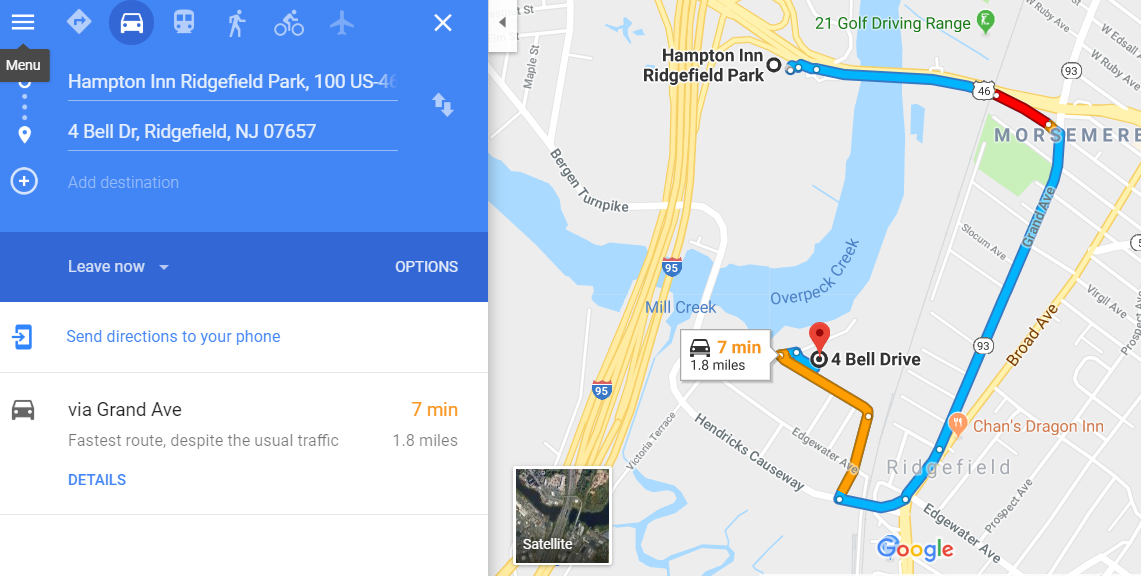 Menu
Hampton Inn Ridgefield Park, 100 US-46
4 Bell Dr, Ridgefield, NJ 07657
Add destination
Leave now
OPTIONS
Send directions to your phone
via Grand Ave
7 min
Fastest route, despite the usual traffic
1.8 miles
DETAILS
St
21 Golf Driving Range
W Ruby Ave
W Edsall
Hampton Inn
Ridgefield Park
Maple St
93
46
W Ruby Ave
MORSEMERE
Bergen Turnpike
Grand Ave
Slocum Ave
95
Overpeck Creek
Mill Creek
Virgil Ave
Prospect
7 min
1.8 miles
4 Bell Drive
93
Broad Ave
95
Chan's Dragon Inn
Victoria Terrace
Hendricks Causeway
Edgewater Ave
Ridgefield
Prospect Ave
Edgewater Ave
Satellite
Google